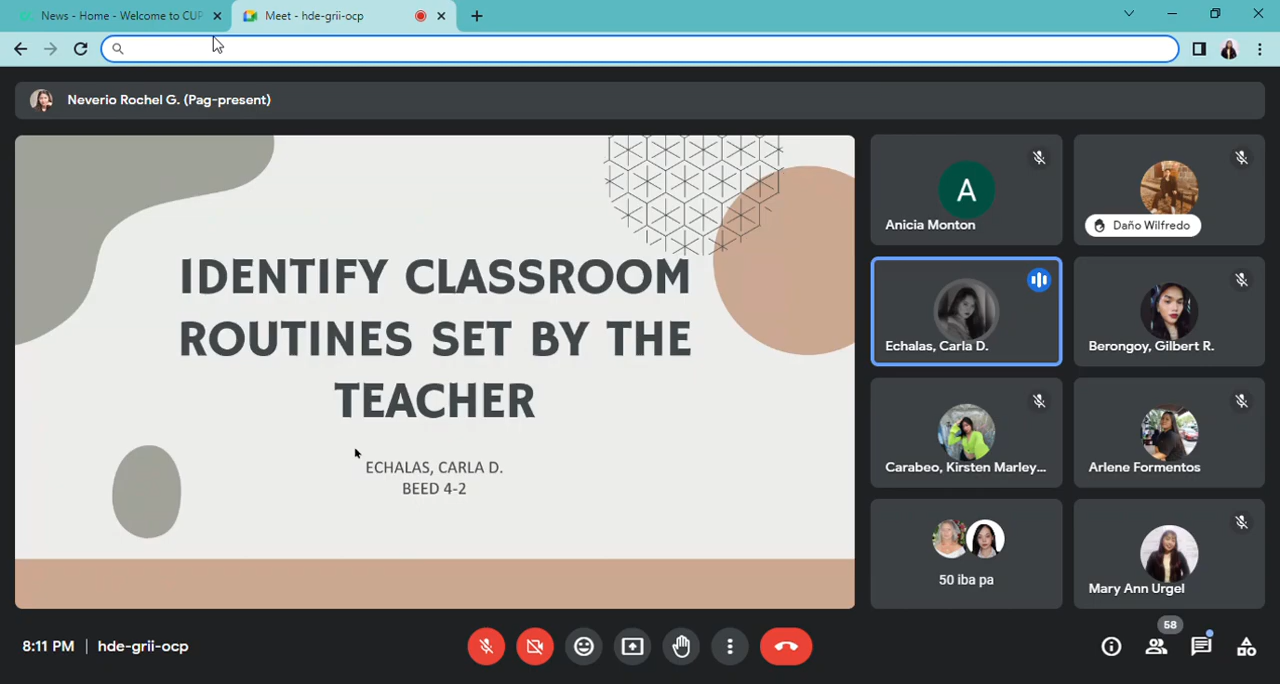 News - Home - Welcome to CUP
Meet - hde-grii-ocp
Neverio Rochel G. (Pag-present)
IDENTIFY CLASSROOM
ROUTINES SET BY THE
TEACHER
ECHALAS, CARLA D.
BEED 4-2
A
Anicia Monton
Daño Wilfredo
Echalas, Carla D.
Berongoy, Gilbert R.
Carabeo, Kirsten Marley...
Arlene Formentos
50 iba pa
Mary Ann Urgel
8:11 PM | hde-grii-ocp
58